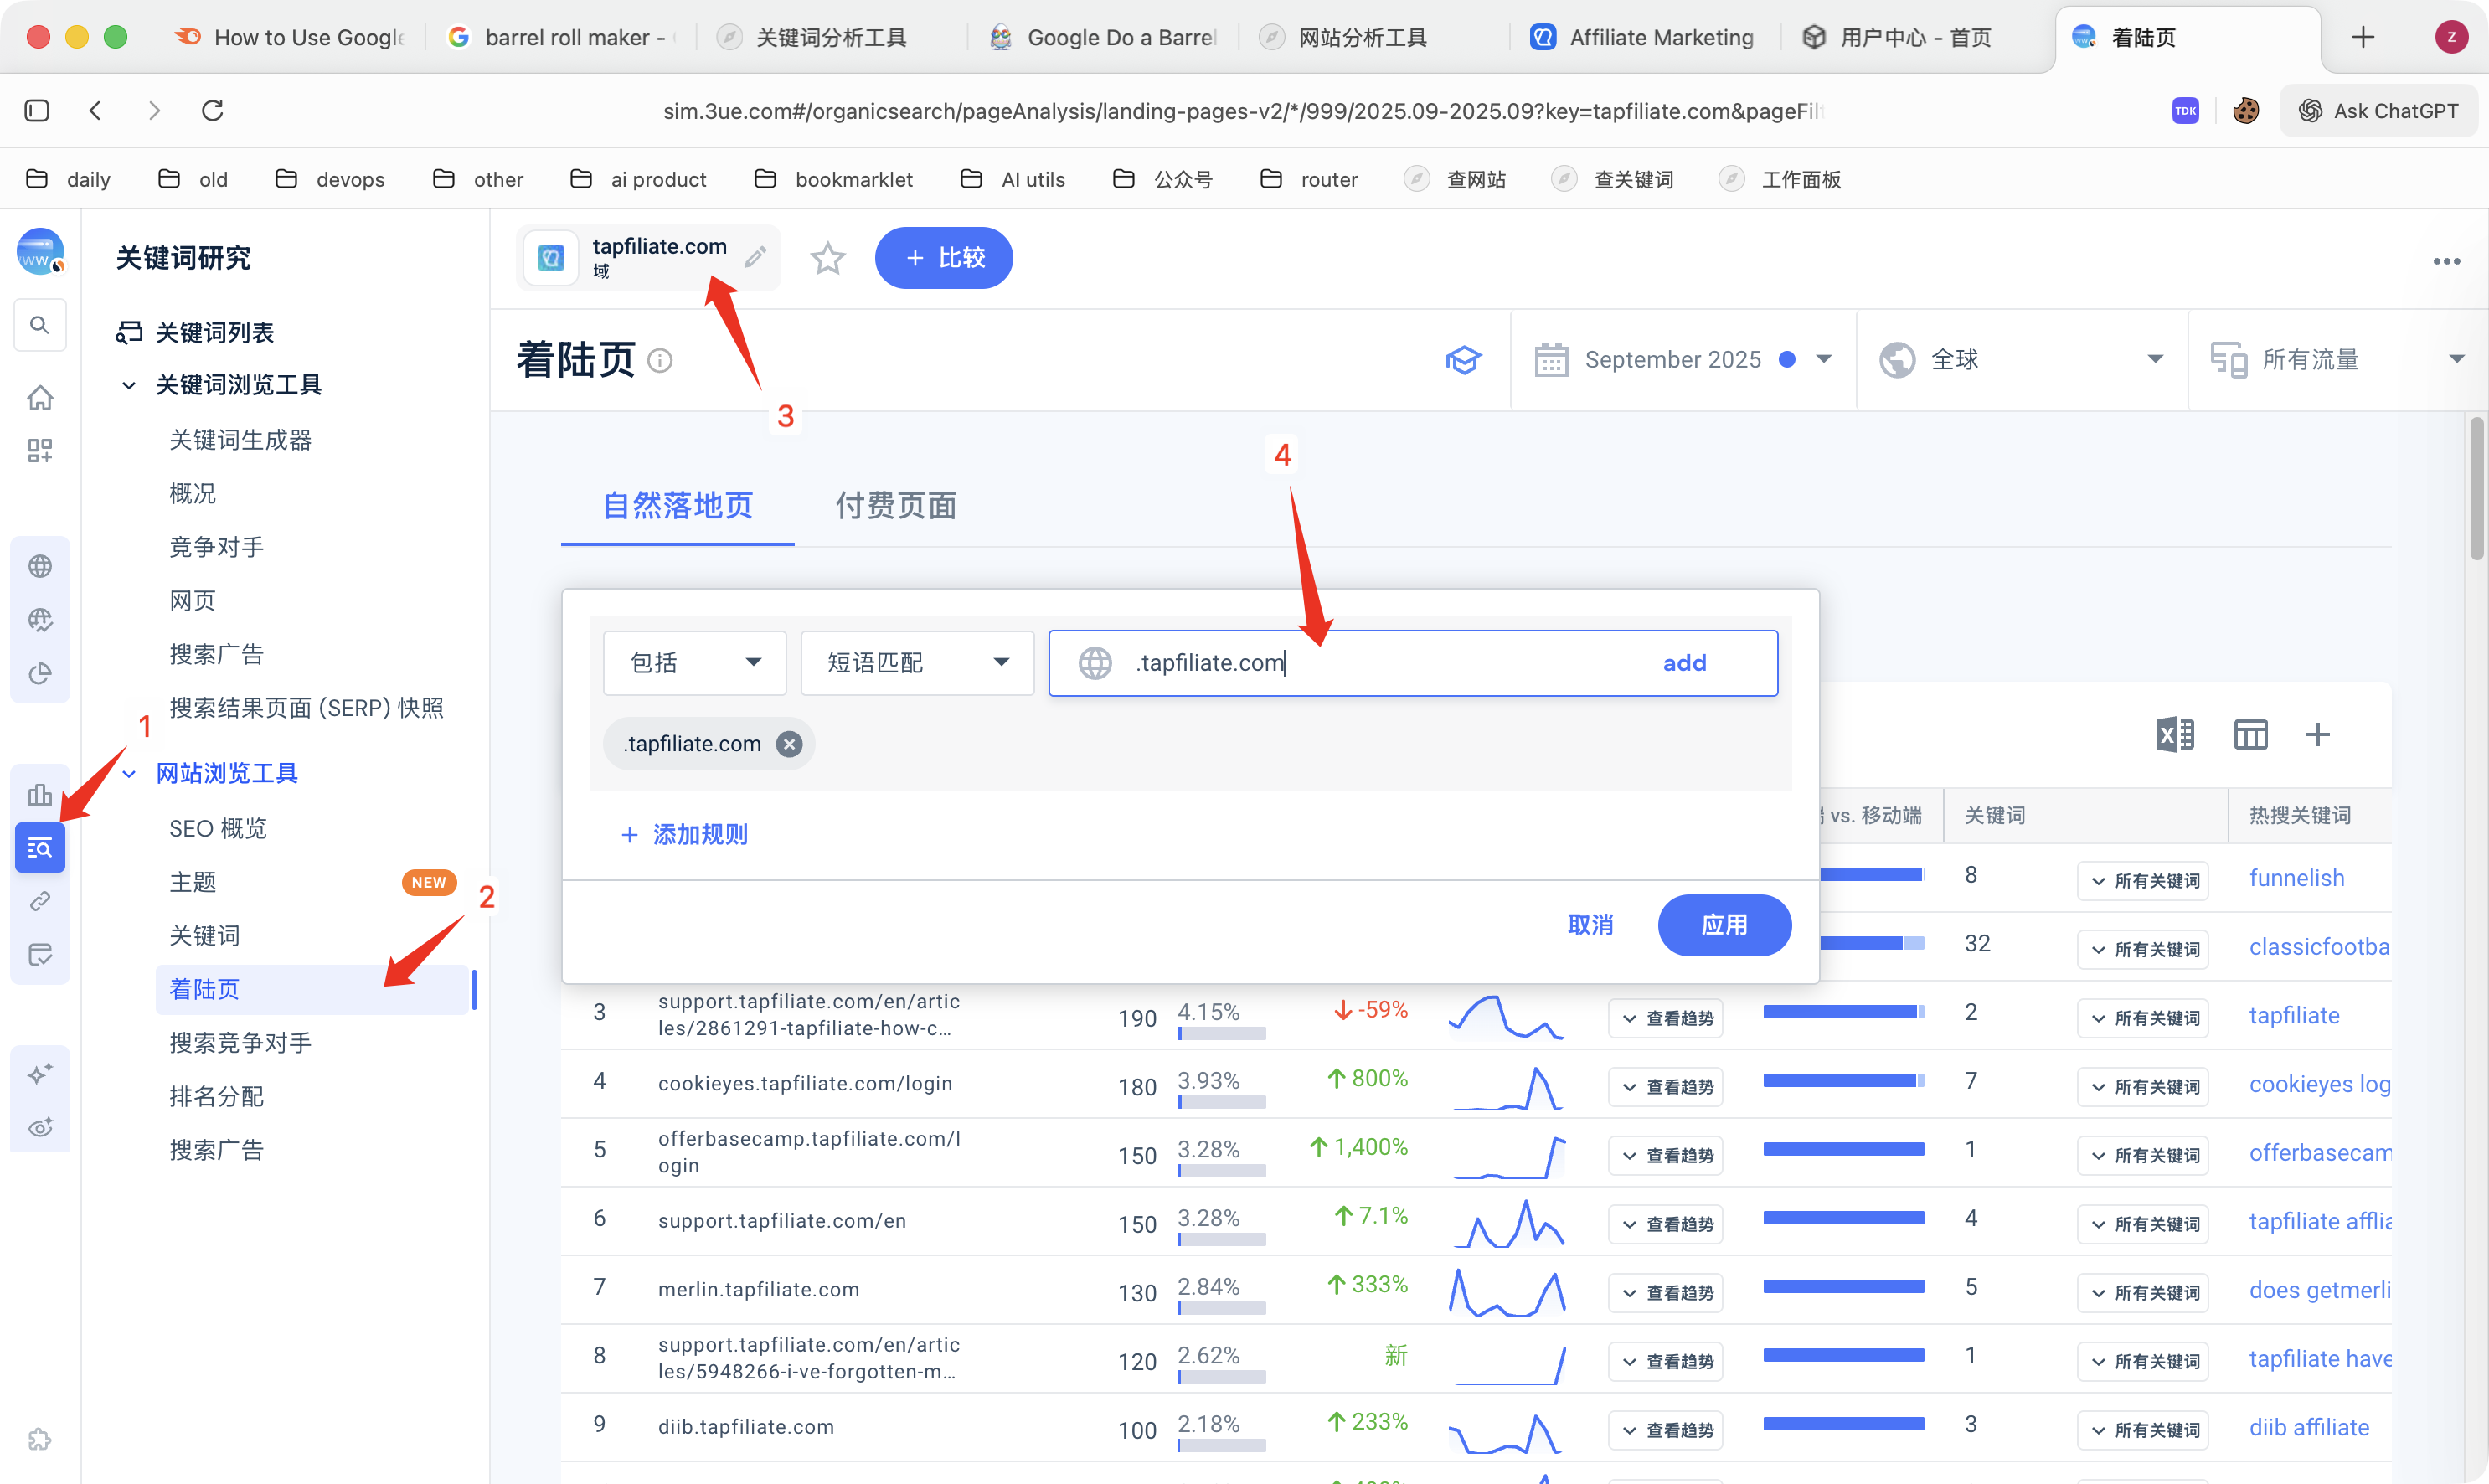 How to Use Google
barrel roll maker -
关键词分析工具
Google Do a Barrel
网站分析工具
Affiliate Marketing
用户中心 - 首页
着陆页
Z
sim.3ue.com#/organicsearch/pageAnalysis/landing-pages-v2/*/999/2025.09-2025.09?key=tapfiliate.com&pageFilt
TDK
Ask ChatGPT
daily
old
devops
other
ai product
bookmarklet
AI utils
公众号
router
查网站
查关键词
工作面板
关键词研究
关键词列表
关键词浏览工具
关键词生成器
概况
竞争对手
网页
搜索广告
搜索结果页面 (SERP) 快照
1
网站浏览工具
SEO 概览
主题
NEW
关键词
2
着陆页
搜索竞争对手
排名分配
搜索广告
tapfiliate.com
域
+ 比较
3
着陆页
September 2025
全球
所有流量
4
自然落地页
付费页面
包括
短语匹配
.tapfiliate.com
add
.tapfiliate.com
+ 添加规则
取消
应用
vs. 移动端
关键词
热搜关键词
8
所有关键词
funnelish
32
所有关键词
classicfootba
3
support.tapfiliate.com/en/artic
les/2861291-tapfiliate-how-c...
190
4.15%
-59%
查看趋势
2
所有关键词
tapfiliate
4
cookieyes.tapfiliate.com/login
180
3.93%
800%
查看趋势
7
所有关键词
cookieyes log
5
offerbasecamp.tapfiliate.com/l
ogin
150
3.28%
1,400%
查看趋势
1
所有关键词
offerbasecam
6
support.tapfiliate.com/en
150
3.28%
7.1%
查看趋势
4
所有关键词
tapfiliate afflia
7
merlin.tapfiliate.com
130
2.84%
333%
查看趋势
5
所有关键词
does getmerli
8
support.tapfiliate.com/en/artic
les/5948266-i-ve-forgotten-m...
120
2.62%
新
查看趋势
1
所有关键词
tapfiliate have
9
diib.tapfiliate.com
100
2.18%
233%
查看趋势
3
所有关键词
diib affiliate